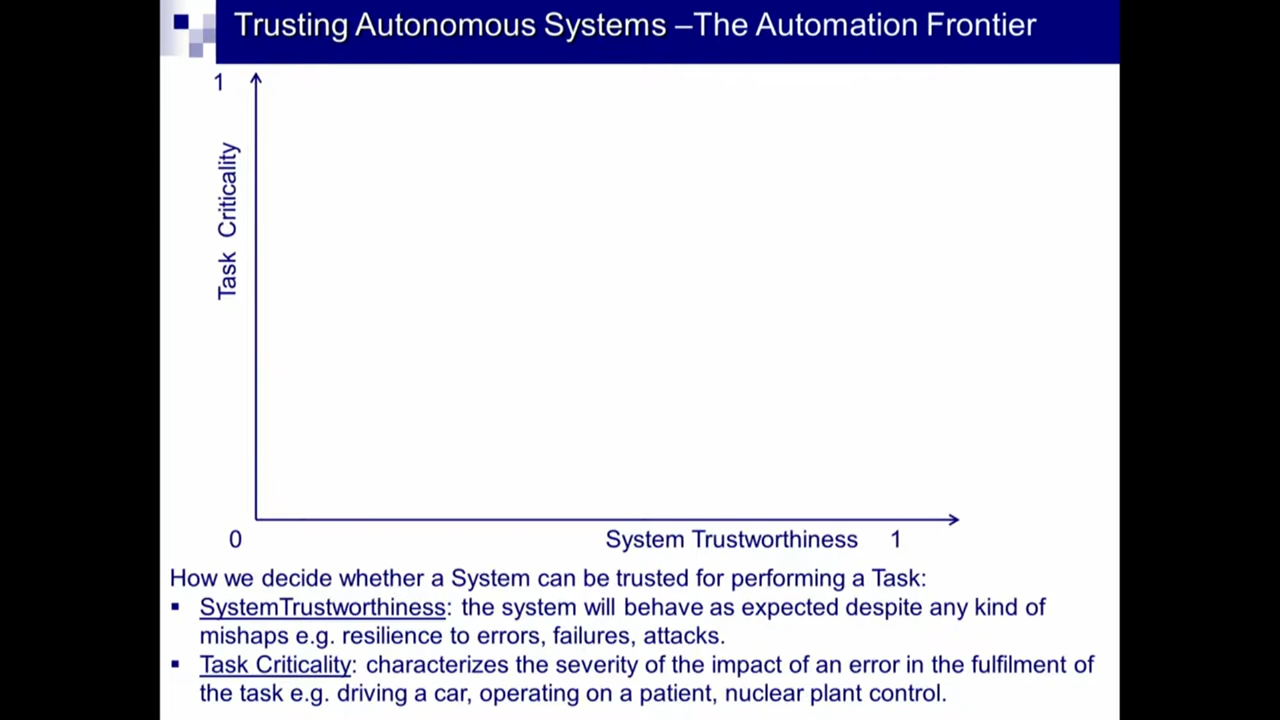 Trusting Autonomous Systems –The Automation Frontier
1
Task Criticality
0
System Trustworthiness 1
How we decide whether a System can be trusted for performing a Task:
▪ SystemTrustworthiness: the system will behave as expected despite any kind of
mishaps e.g. resilience to errors, failures, attacks.
▪ Task Criticality: characterizes the severity of the impact of an error in the fulfilment of
the task e.g. driving a car, operating on a patient, nuclear plant control.